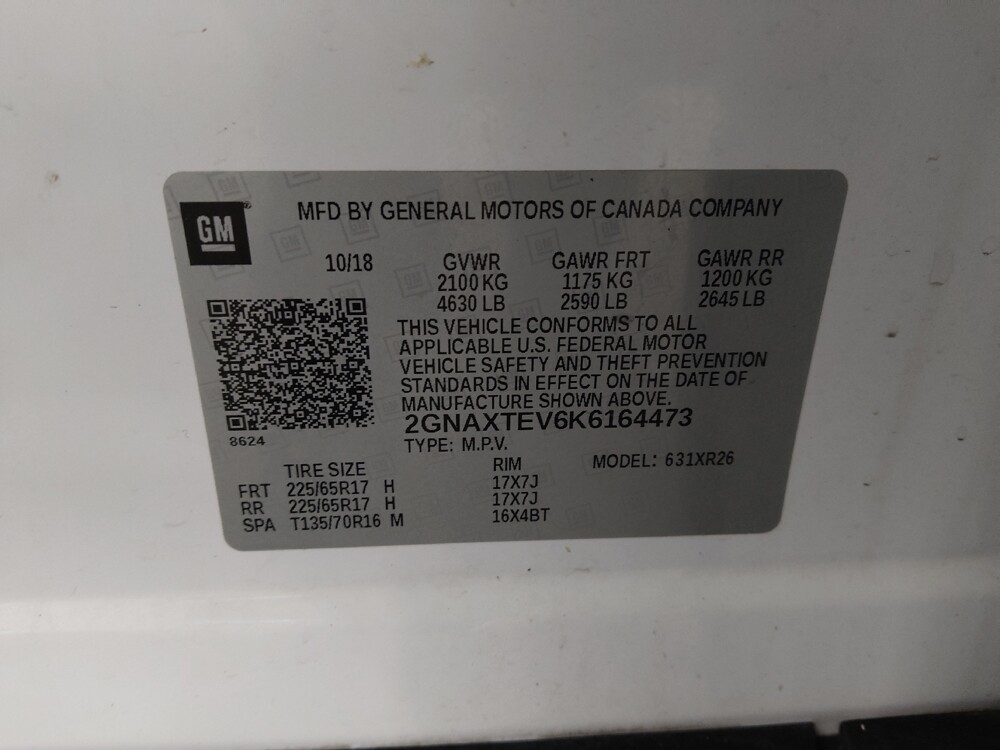 GM
MFD BY GENERAL MOTORS OF CANADA COMPANY
10/18 GVWR GAWR FRT GAWR RR
2100 KG 1175 KG 1200 KG
4630 LB 2590 LB 2645 LB
THIS VEHICLE CONFORMS TO ALL
APPLICABLE U.S. FEDERAL MOTOR
VEHICLE SAFETY AND THEFT PREVENTION
STANDARDS IN EFFECT ON THE DATE OF
MANUFACTURE SHOWN ABOVE.
2GNAXTEV6K6164473
8624
TYPE: M.P.V.
TIRE SIZE RIM MODEL: 631XR26
FRT 225/65R17 H 17X7J
RR 225/65R17 H 17X7J
SPA T135/70R16 M 16X4BT